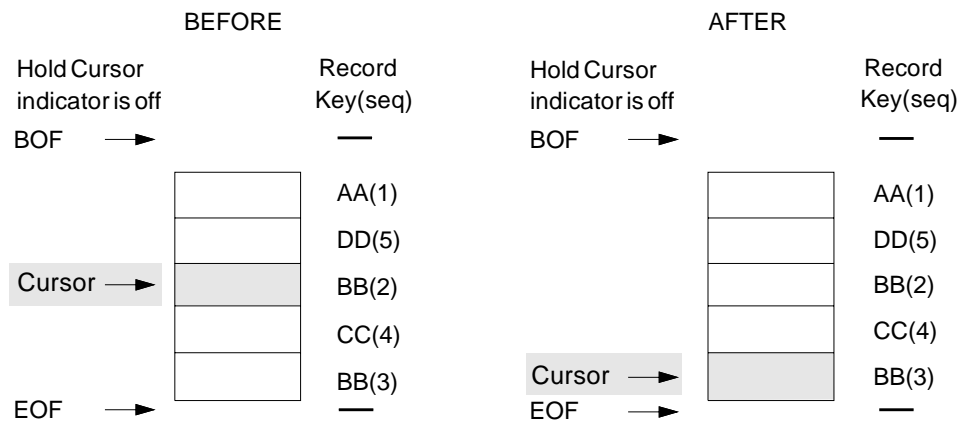 BEFORE
Hold Cursor
indicator is off
Record
Key(seq)
BOF
AA(1)
DD(5)
Cursor
BB(2)
CC(4)
BB(3)
EOF
AFTER
Hold Cursor
indicator is off
Record
Key(seq)
BOF
AA(1)
DD(5)
BB(2)
CC(4)
Cursor
BB(3)
EOF